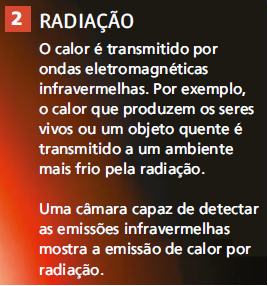 2 RADIAÇÃO
O calor é transmitido por
ondas eletromagnéticas
infravermelhas. Por exemplo,
o calor que produzem os seres
vivos ou um objeto quente é
transmitido a um ambiente
mais frio pela radiação.
Uma câmara capaz de detectar
as emissões infravermelhas
mostra a emissão de calor por
radiação.